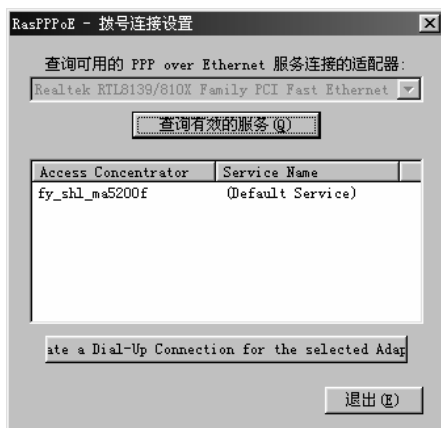 RasPPPoE - 拨号连接设置
查询可用的 PPP over Ethernet 服务连接的适配器:
Realtek RTL8139/810X Family PCI Fast Ethernet
查询有效的服务(Q)
Access Concentrator Service Name
fy_shl_ma5200f (Default Service)
ate a Dial-Up Connection for the selected Adap
退出(E)